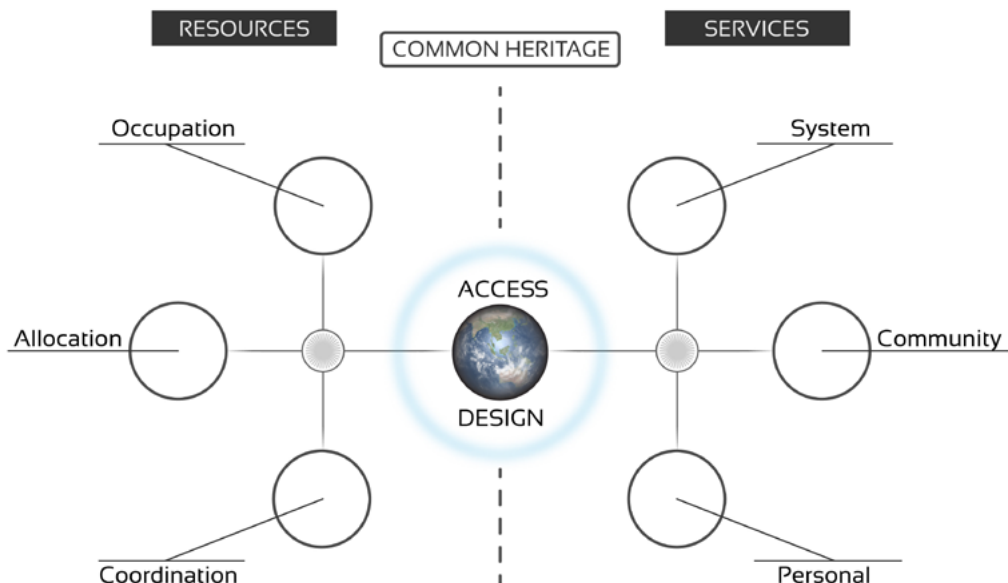 RESOURCES
COMMON HERITAGE
SERVICES
Occupation
System
ACCESS
Allocation
Community
DESIGN
Coordination
Personal